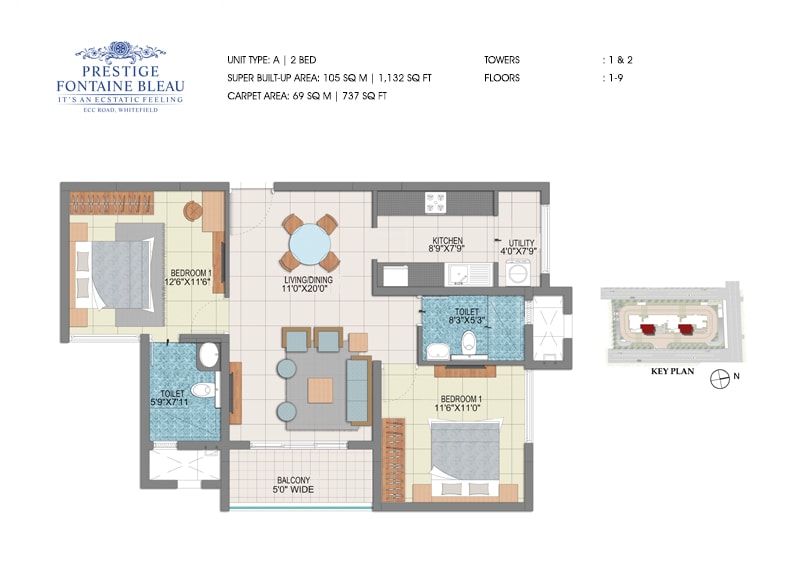 PRESTIGE
FONTAINE BLEAU
IT'S AN ECSTATIC FEELING
ECC ROAD, WHITEFIELD
UNIT TYPE: A | 2 BED
SUPER BUILT-UP AREA: 105 SQ M | 1,132 SQ FT
CARPET AREA: 69 SQ M | 737 SQ FT
TOWERS : 1 & 2
FLOORS : 1-9
KITCHEN
8'9"X7'9"
UTILITY
4'0"X7'9"
BEDROOM 1
12'6"X11'6"
LIVING/DINING
11'0"X20'0"
TOILET
8'3"X5'3"
TOILET
5'9"X7'11
BEDROOM 1
11'6"X11'0"
BALCONY
5'0" WIDE
KEY PLAN
N